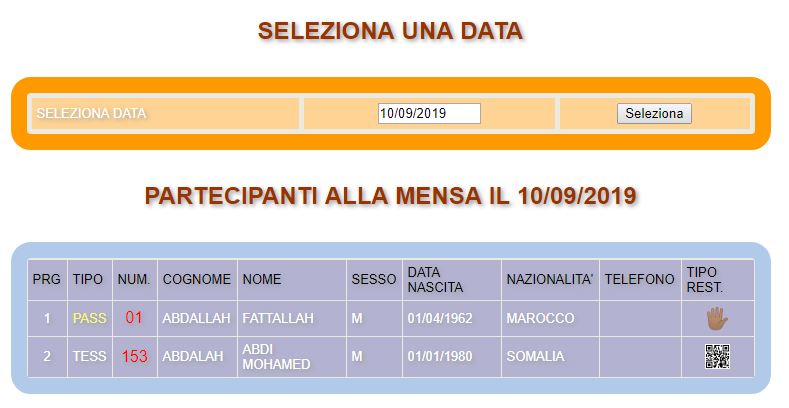 SELEZIONA UNA DATA
SELEZIONA DATA 10/09/2019 Seleziona
PARTECIPANTI ALLA MENSA IL 10/09/2019
PRG TIPO NUM. COGNOME NOME SESSO DATA NASCITA NAZIONALITA' TELEFONO TIPO REST.
1 PASS 01 ABDALLAH FATTALLAH M 01/04/1962 MAROCCO
2 TESS 153 ABDALAH ABDI MOHAMED M 01/01/1980 SOMALIA